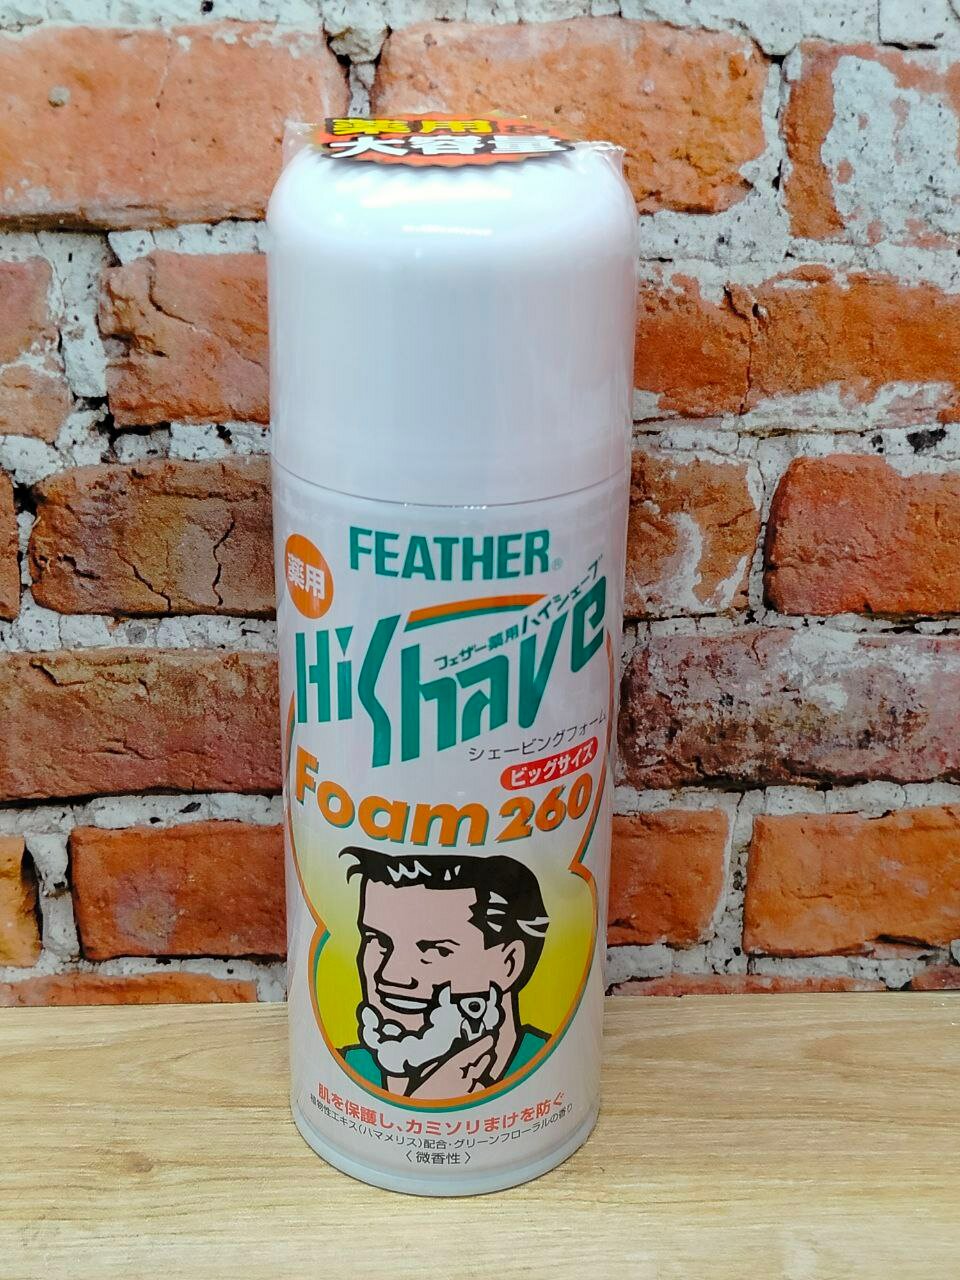 薬用&
大容量
FEATHER®
薬用
HiShave
フェザー薬用ハイシェーブ
シェービングフォーム
ビッグサイズ
Foam 260
肌を保護し、カミソリまけを防ぐ
植物性エキス(ハマメリス)配合・グリーンフローラルの香り
〈微香性〉